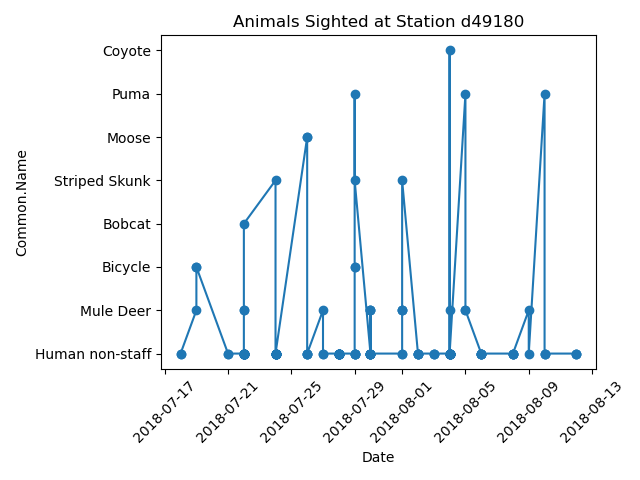 Animals Sighted at Station d49180
Coyote
Puma
Moose
Striped Skunk
Bobcat
Bicycle
Mule Deer
Human non-staff
Common.Name
2018-07-17
2018-07-21
2018-07-25
2018-07-29
2018-08-01
2018-08-05
2018-08-09
2018-08-13
Date